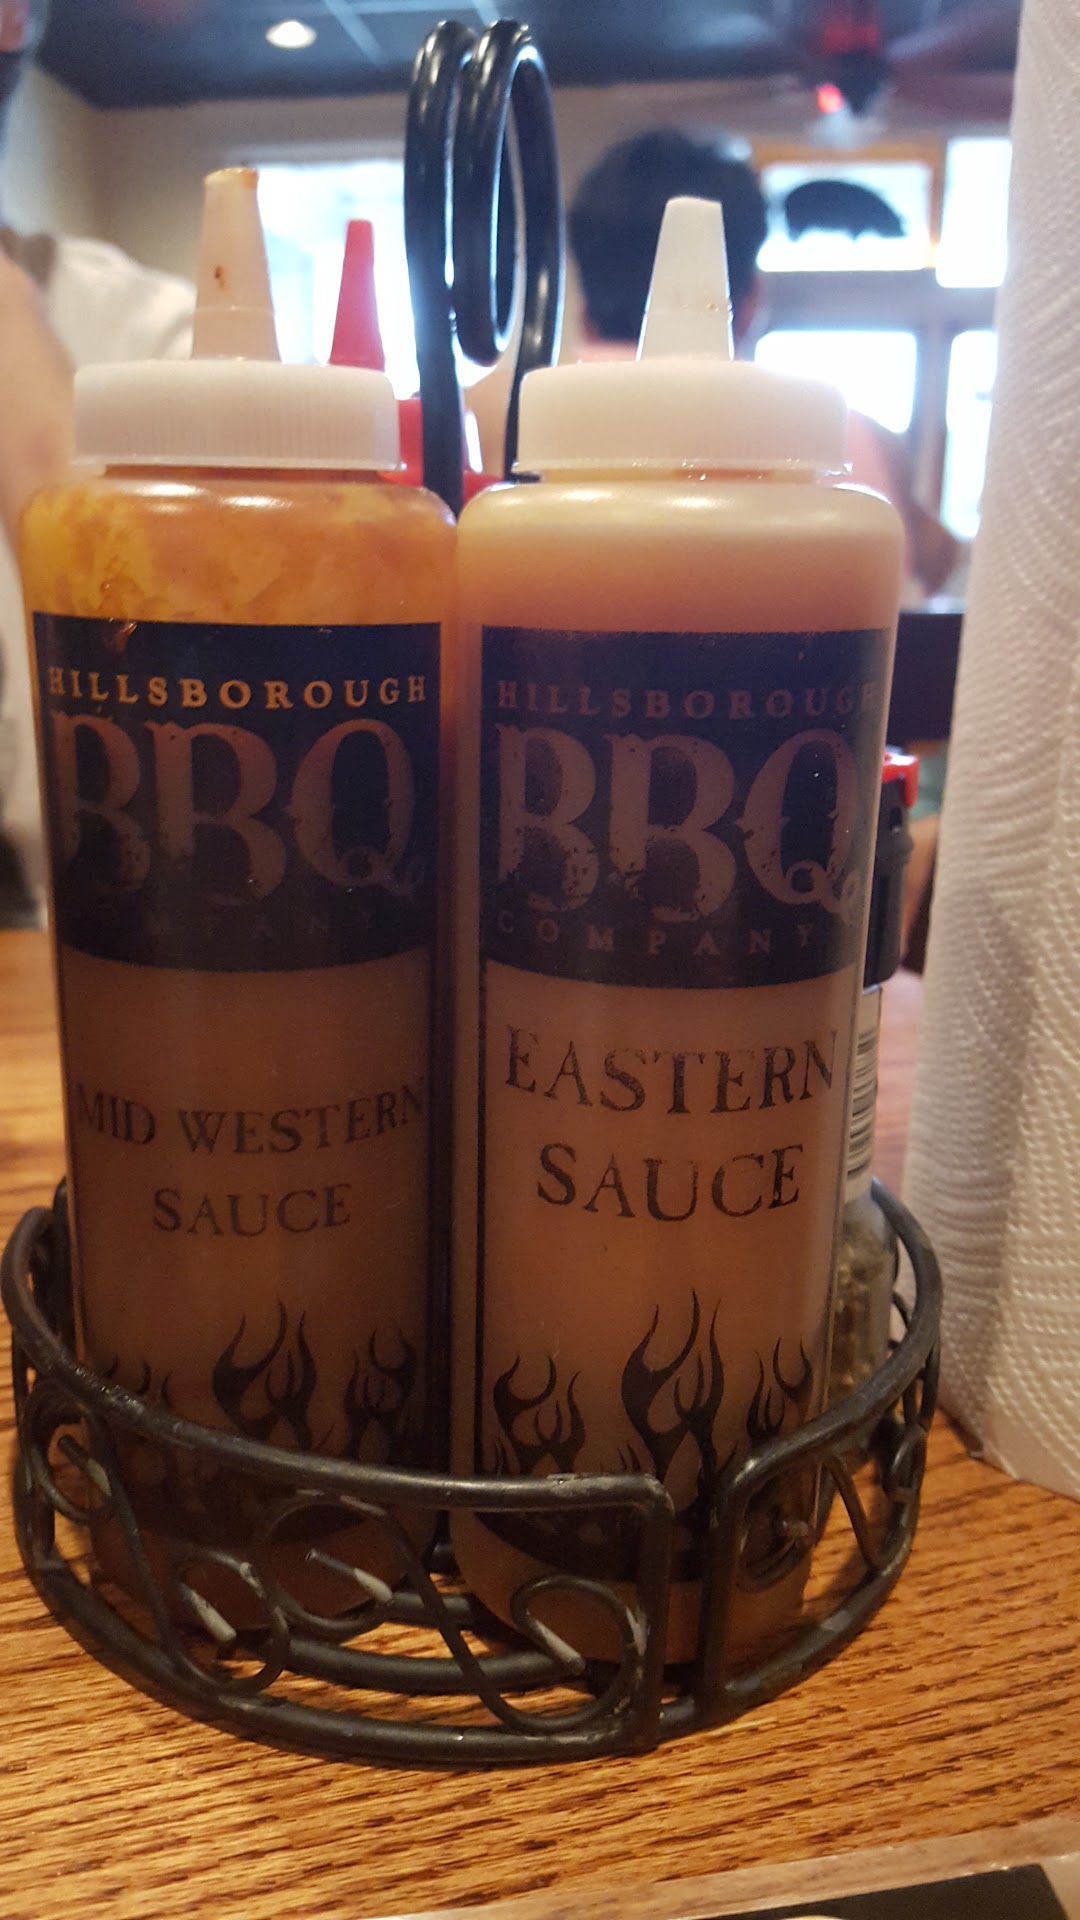 HILLSBOROUGH
BBQ
COMPANY
MID WESTERN
SAUCE
HILLSBOROUGH
BBQ
COMPANY
EASTERN
SAUCE